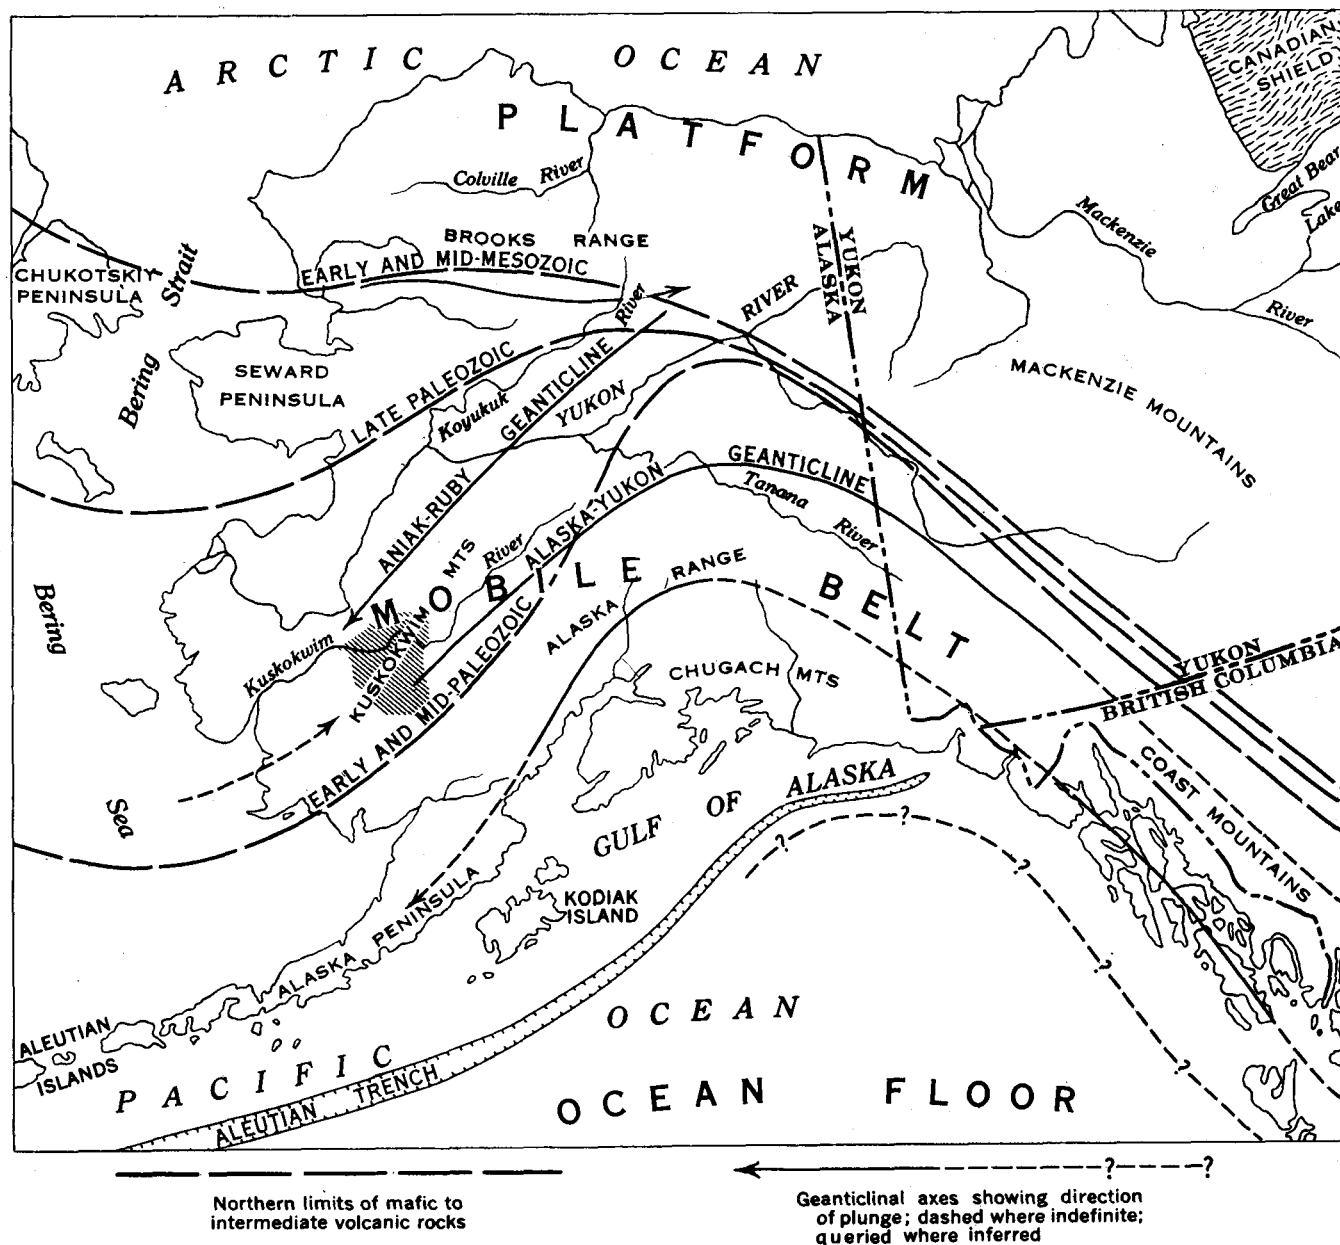 ARCTIC OCEAN
CANADIAN
SHIELD
PLATFORM
Colville River
Great Bear
Lake
Mackenzie
River
BROOKS RANGE
EARLY AND MID-MESOZOIC
YUKON
ALASKA
CHUKOTSKIY
PENINSULA
Bering Strait
SEWARD
PENINSULA
LATE PALEOZOIC
Koyukuk River
YUKON RIVER
MACKENZIE MOUNTAINS
ANIAK-RUBY GEANTICLINE
ALASKA-YUKON GEANTICLINE
Tanana
River
Bering
Sea
KUSKOKWIM MTS
Kuskokwim River
MOBILE BELT
EARLY AND MID-PALEOZOIC
ALASKA RANGE
CHUGACH MTS
YUKON
BRITISH COLUMBIA
COAST MOUNTAINS
GULF OF ALASKA
? ? ? ? ?
KODIAK
ISLAND
ALASKA PENINSULA
ALEUTIAN
ISLANDS
PACIFIC OCEAN
ALEUTIAN TRENCH
OCEAN FLOOR
Northern limits of mafic to
intermediate volcanic rocks
? ?
Geanticlinal axes showing direction
of plunge; dashed where indefinite;
queried where inferred